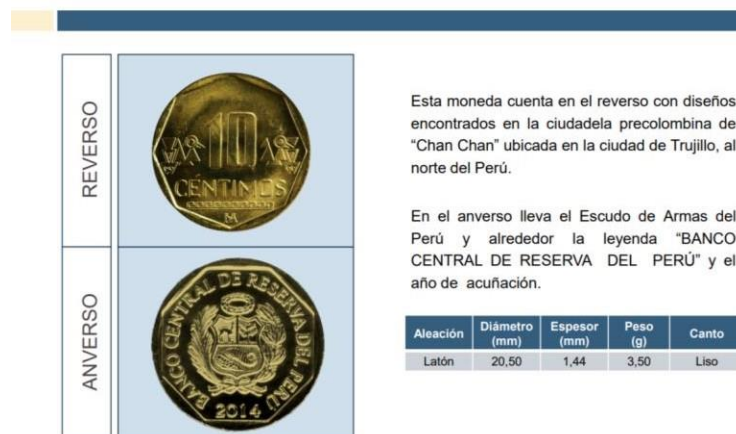 REVERSO
10
CÉNTIMOS
Esta moneda cuenta en el reverso con diseños
encontrados en la ciudadela precolombina de
“Chan Chan” ubicada en la ciudad de Trujillo, al
norte del Perú.
ANVERSO
BANCO CENTRAL DE RESERVA DEL PERÚ
2014
En el anverso lleva el Escudo de Armas del
Perú y alrededor la leyenda “BANCO
CENTRAL DE RESERVA DEL PERÚ” y el
año de acuñación.
Aleación Diámetro (mm) Espesor (mm) Peso (g) Canto
Latón 20,50 1,44 3,50 Liso